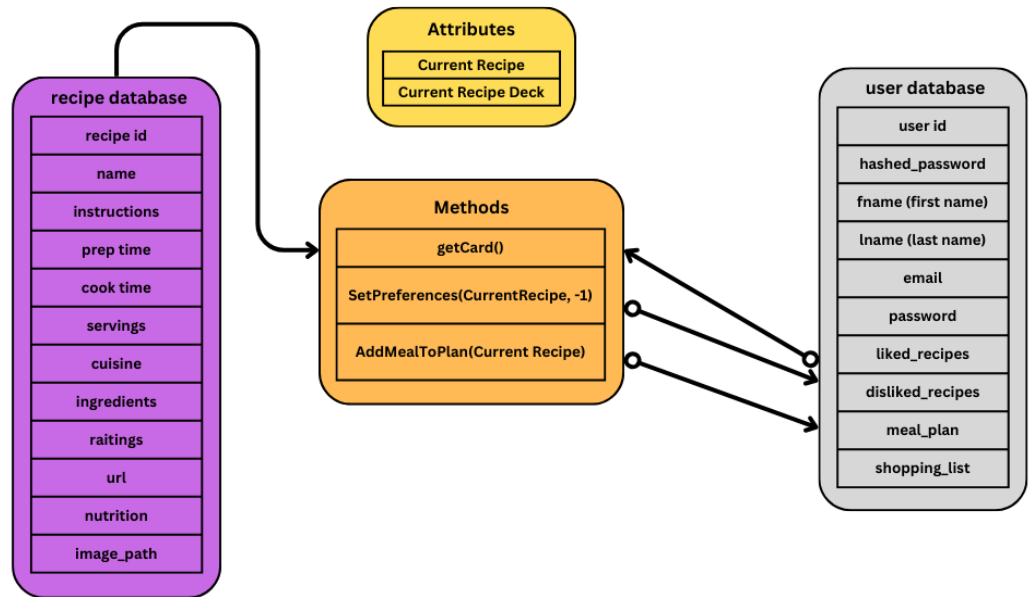 Attributes
Current Recipe
Current Recipe Deck
recipe database
recipe id
name
instructions
prep time
cook time
servings
cuisine
ingredients
raitings
url
nutrition
image_path
Methods
getCard()
SetPreferences(CurrentRecipe, -1)
AddMealToPlan(Current Recipe)
user database
user id
hashed_password
fname (first name)
lname (last name)
email
password
liked_recipes
disliked_recipes
meal_plan
shopping_list